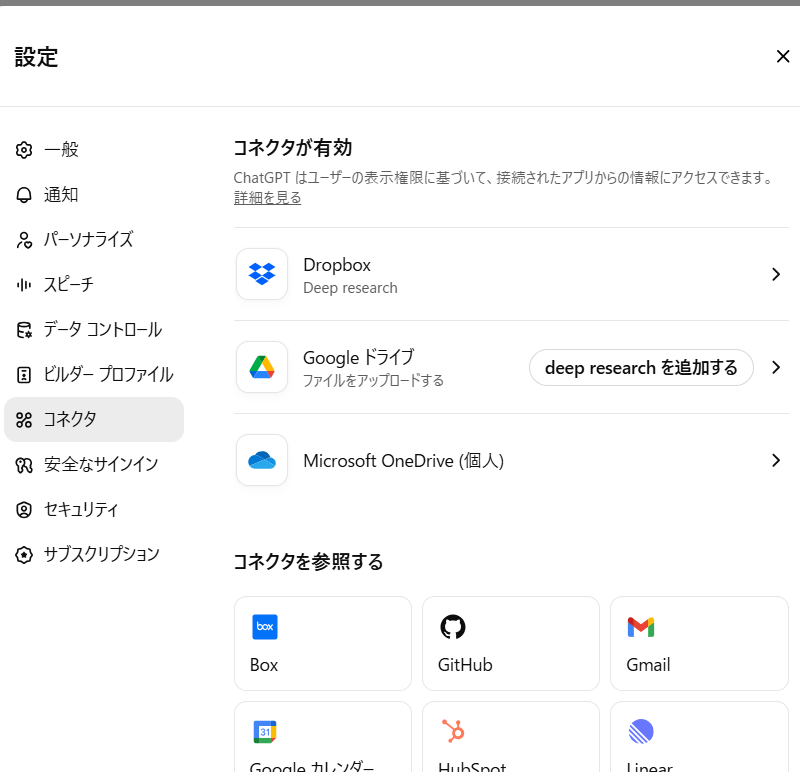 設定
一般
通知
パーソナライズ
スピーチ
データ コントロール
ビルダー プロファイル
コネクタ
安全なサインイン
セキュリティ
サブスクリプション
コネクタが有効
ChatGPT はユーザーの表示権限に基づいて、接続されたアプリからの情報にアクセスできます。
詳細を見る
Dropbox
Deep research
Google ドライブ
ファイルをアップロードする
deep research を追加する
Microsoft OneDrive (個人)
コネクタを参照する
box
Box
GitHub
Gmail
31
Google カレンダー
HubSpot
Linear